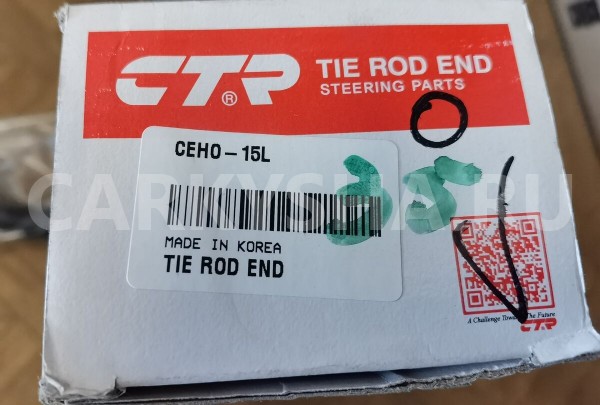 CTR® TIE ROD END
STEERING PARTS
CEHO-15L
MADE IN KOREA
TIE ROD END
CARKYSHA.RU
A Challenge Toward The Future
CTR